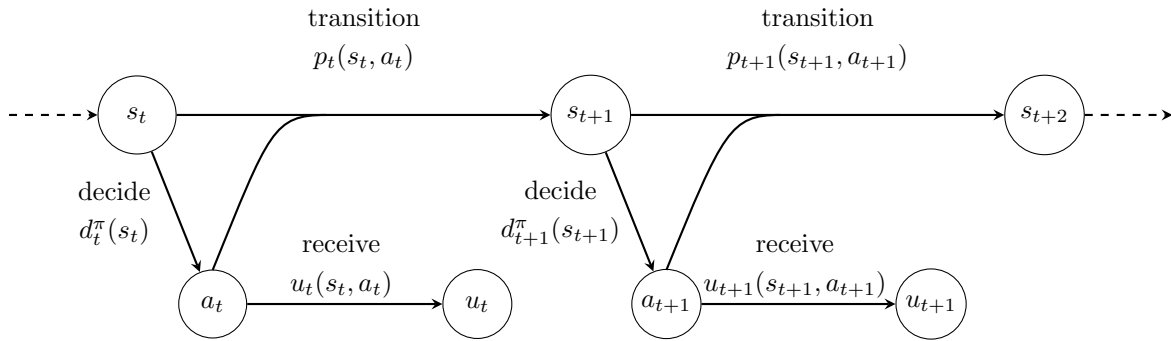 transition
p_t(s_t, a_t)
transition
p_{t+1}(s_{t+1}, a_{t+1})
s_t
s_{t+1}
s_{t+2}
decide
d_t^π(s_t)
decide
d_{t+1}^π(s_{t+1})
receive
u_t(s_t, a_t)
receive
u_{t+1}(s_{t+1}, a_{t+1})
a_t
u_t
a_{t+1}
u_{t+1}